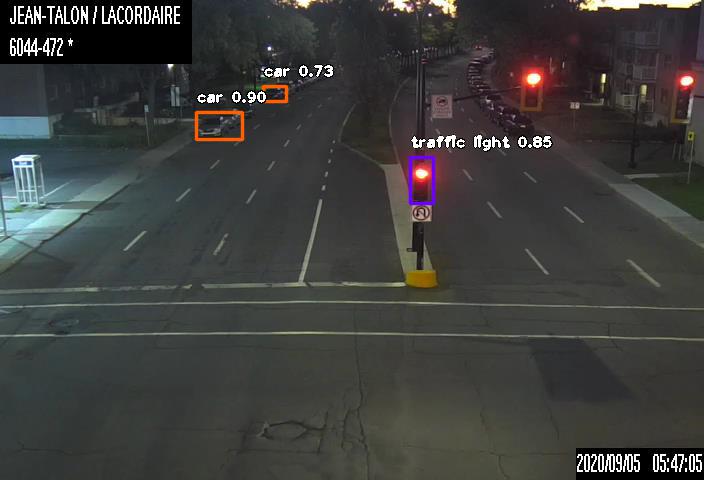 JEAN-TALON / LACORDAIRE
6044-472 *
car 0.73
car 0.90
traffic light 0.85
2020/09/05 05:47:05